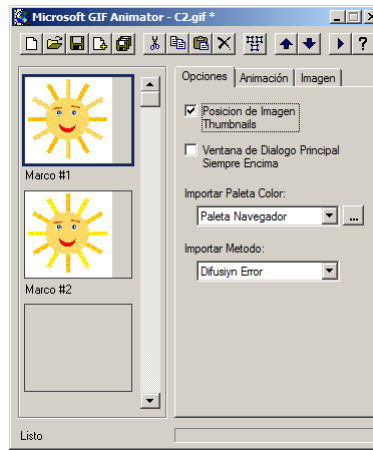 Microsoft GIF Animator - C2.gif *
Opciones Animación Imagen
Posicion de Imagen
Thumbnails
Ventana de Dialogo Principal
Siempre Encima
Marco #1
Importar Paleta Color:
Paleta Navegador ...
Importar Metodo:
Difusiyn Error
Marco #2
Listo